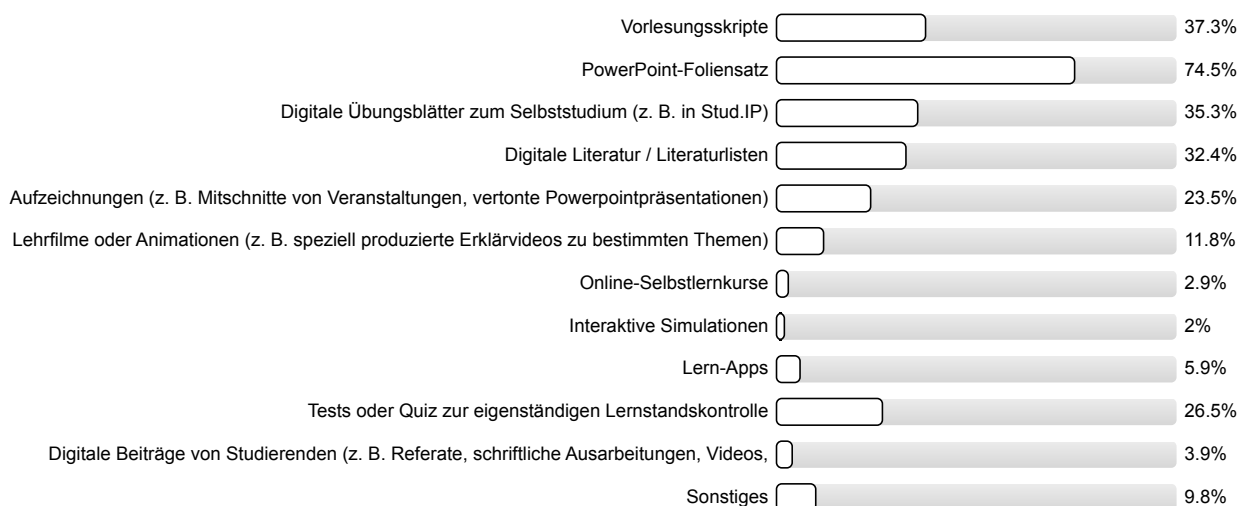 Vorlesungsskripte 37.3%
PowerPoint-Foliensatz 74.5%
Digitale Übungsblätter zum Selbststudium (z. B. in Stud.IP) 35.3%
Digitale Literatur / Literaturlisten 32.4%
Aufzeichnungen (z. B. Mitschnitte von Veranstaltungen, vertonte Powerpointpräsentationen) 23.5%
Lehrfilme oder Animationen (z. B. speziell produzierte Erklärvideos zu bestimmten Themen) 11.8%
Online-Selbstlernkurse 2.9%
Interaktive Simulationen 2%
Lern-Apps 5.9%
Tests oder Quiz zur eigenständigen Lernstandskontrolle 26.5%
Digitale Beiträge von Studierenden (z. B. Referate, schriftliche Ausarbeitungen, Videos, 3.9%
Sonstiges 9.8%